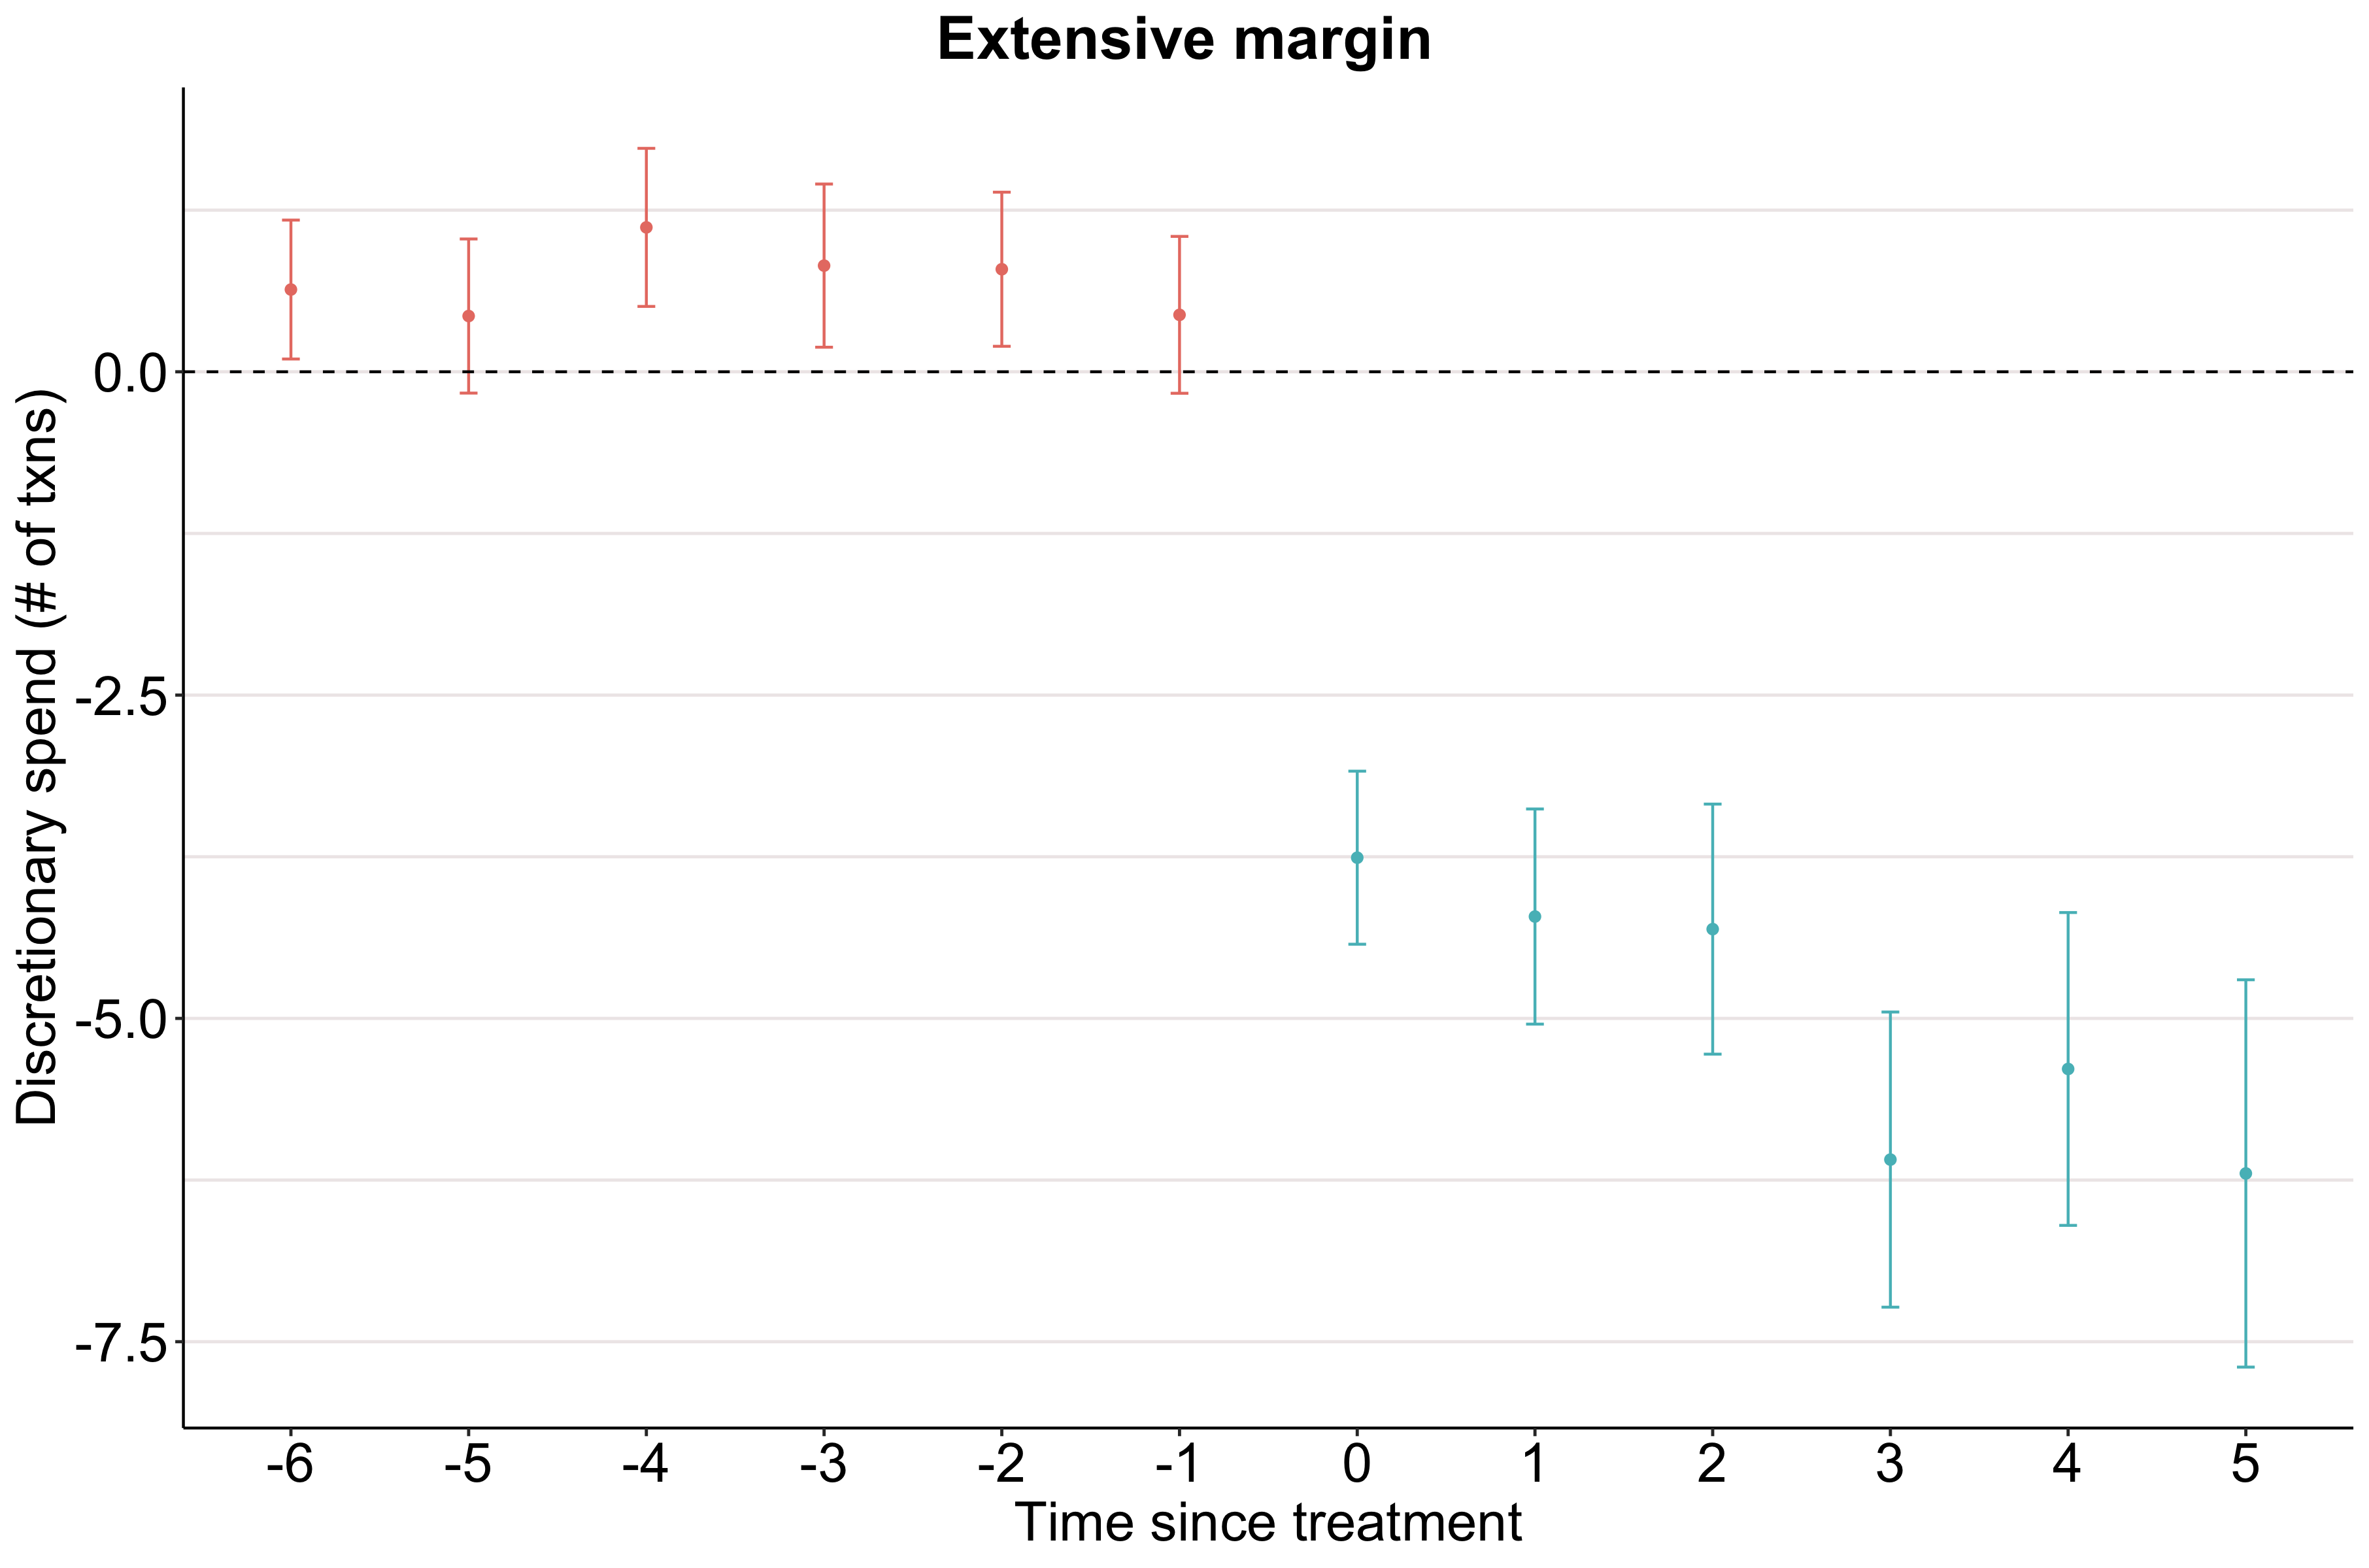 Extensive margin
Discretionary spend (# of txns)
0.0
-2.5
-5.0
-7.5
-6 -5 -4 -3 -2 -1 0 1 2 3 4 5
Time since treatment